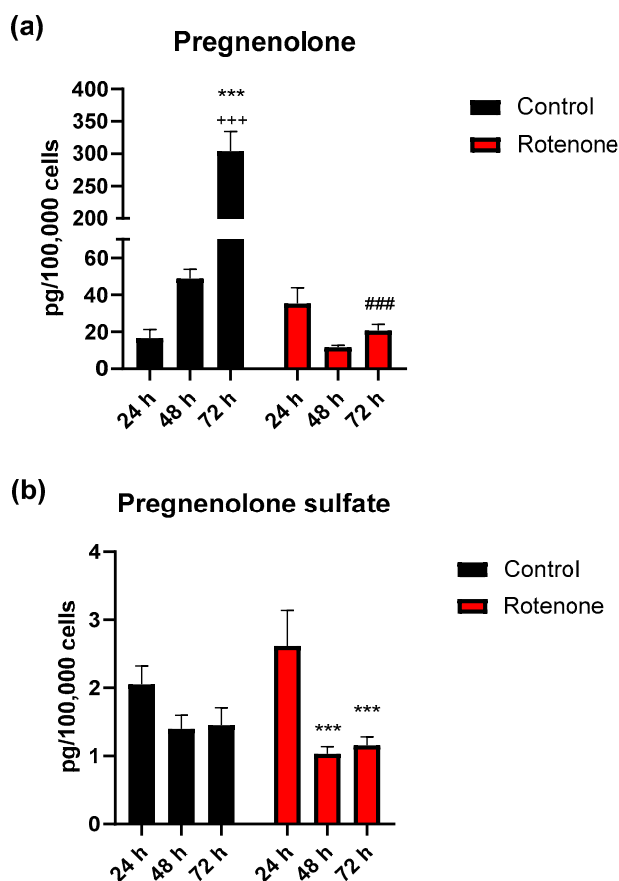 (a)
Pregnenolone
pg/100,000 cells
400
350
300
250
200
60
40
20
0
***
+++
###
24 h
48 h
72 h
24 h
48 h
72 h
Control
Rotenone
(b)
Pregnenolone sulfate
pg/100,000 cells
4
3
2
1
0
***
***
24 h
48 h
72 h
24 h
48 h
72 h
Control
Rotenone